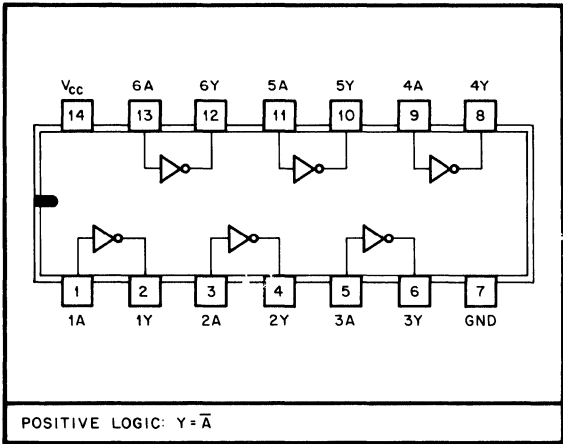 V_CC 6A 6Y 5A 5Y 4A 4Y
14 13 12 11 10 9 8
1 2 3 4 5 6 7
1A 1Y 2A 2Y 3A 3Y GND
POSITIVE LOGIC: Y = A̅